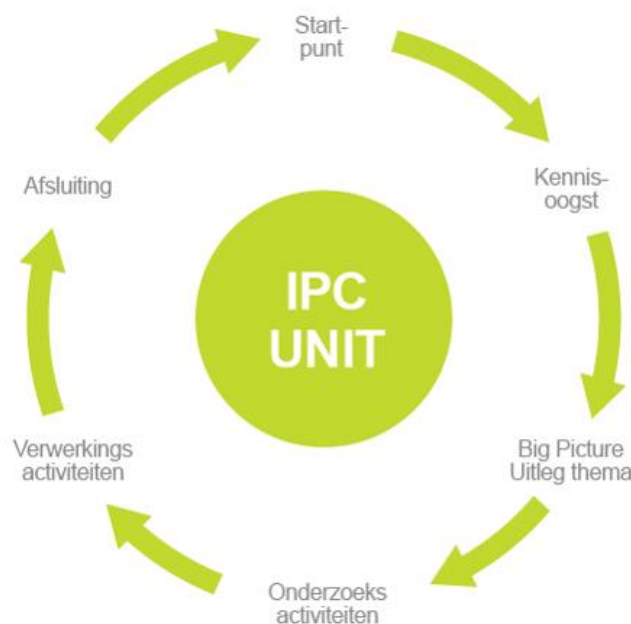 Start-
punt
Kennis-
oogst
Big Picture
Uitleg thema
Onderzoeks
activiteiten
Verwerkings
activiteiten
Afsluiting
IPC
UNIT